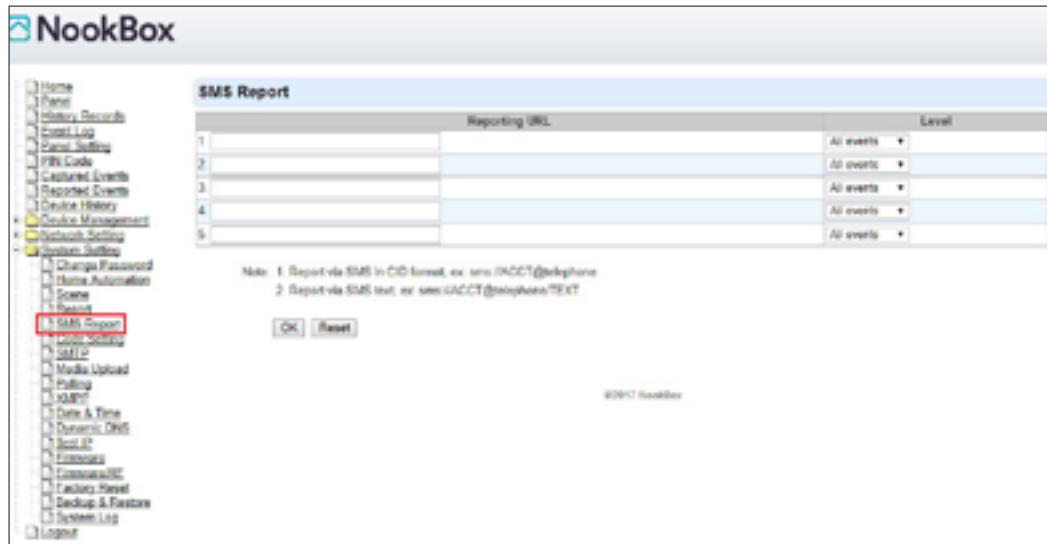 NookBox
Home
Panel
History Records
Event Log
Panel Setting
PIN Code
Captured Events
Reported Events
Device History
Device Management
Network Setting
System Setting
Change Password
Home Automation
Scene
Report
SMS Report
Code Setting
SMTP
Media Upload
Polling
XMPP
Date & Time
Dynamic DNS
Test IP
Firmware
Firmware/RF
Factory Reset
Backup & Restore
System Log
Logout
SMS Report
Reporting URL Level
1 All events
2 All events
3 All events
4 All events
5 All events
Note: 1. Report via SMS in CID format, ex: sms://ACCT@telephone
2. Report via SMS text, ex: sms://ACCT@telephone/TEXT
OK Reset
©2017 NookBox